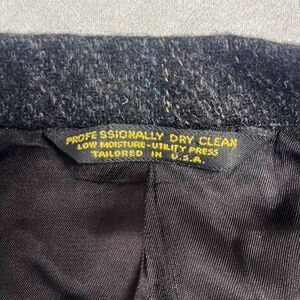 PROFESSIONALLY DRY CLEAN
LOW MOISTURE-UTILITY PRESS
TAILORED IN U.S.A.